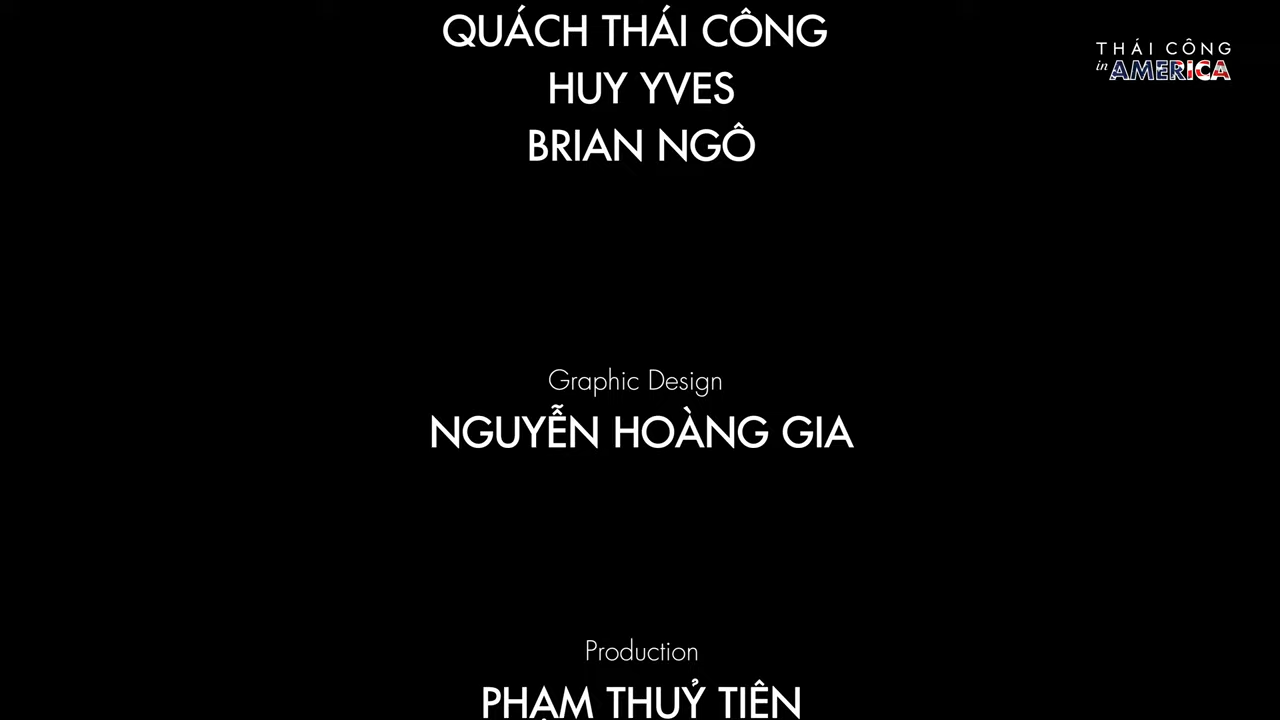 QUÁCH THÁI CÔNG
THÁI CÔNG
in AMERICA
HUY YVES
BRIAN NGÔ
Graphic Design
NGUYỄN HOÀNG GIA
Production
PHẠM THUỶ TIÊN